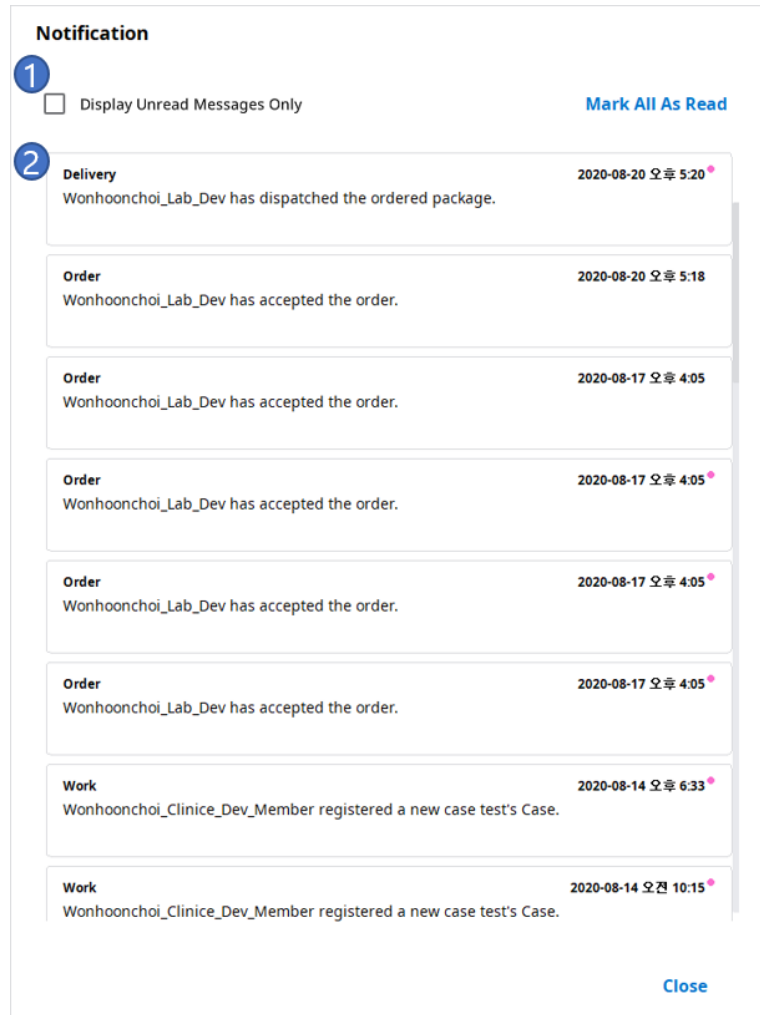 Notification
1
Display Unread Messages Only
Mark All As Read
2
Delivery
2020-08-20 오후 5:20
Wonhoonchoi_Lab_Dev has dispatched the ordered package.
Order
2020-08-20 오후 5:18
Wonhoonchoi_Lab_Dev has accepted the order.
Order
2020-08-17 오후 4:05
Wonhoonchoi_Lab_Dev has accepted the order.
Order
2020-08-17 오후 4:05
Wonhoonchoi_Lab_Dev has accepted the order.
Order
2020-08-17 오후 4:05
Wonhoonchoi_Lab_Dev has accepted the order.
Order
2020-08-17 오후 4:05
Wonhoonchoi_Lab_Dev has accepted the order.
Work
2020-08-14 오후 6:33
Wonhoonchoi_Clinice_Dev_Member registered a new case test's Case.
Work
2020-08-14 오전 10:15
Wonhoonchoi_Clinice_Dev_Member registered a new case test's Case.
Close